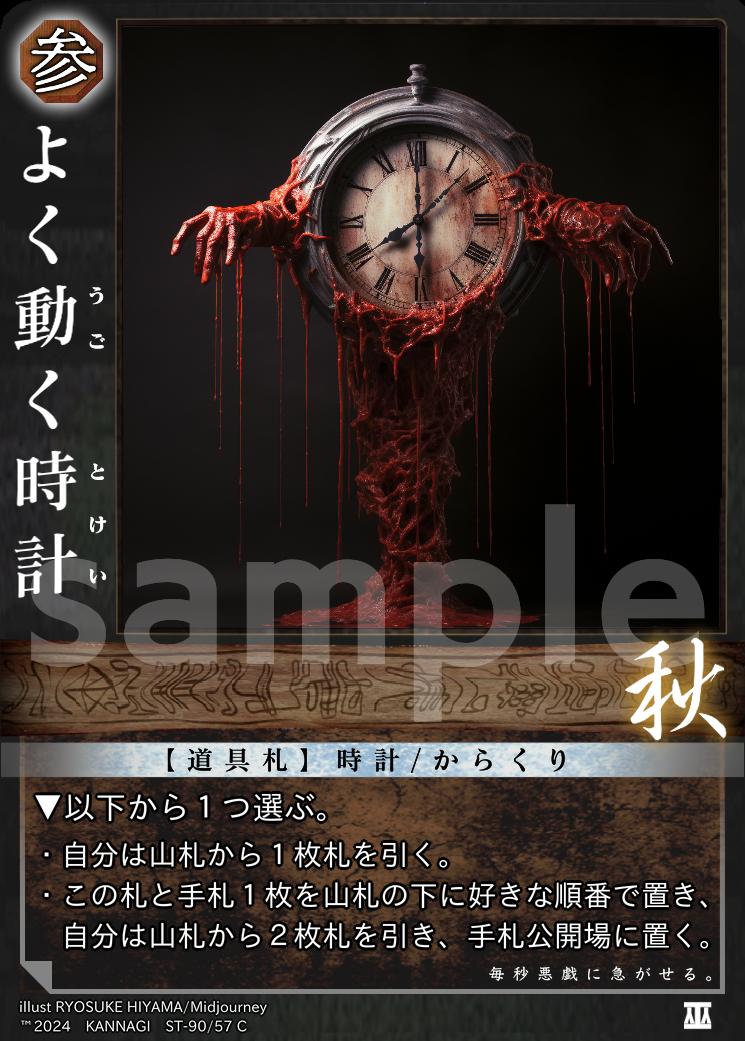 参
よく動く時計
うご
とけい
sample
秋
【道具札】時計/からくり
▼以下から１つ選ぶ。
・自分は山札から１枚札を引く。
・この札と手札１枚を山札の下に好きな順番で置き、
自分は山札から２枚札を引き、手札公開場に置く。
毎秒悪戯に急がせる。
illust RYOSUKE HIYAMA/Midjourney
™2024 KANNAGI ST-90/57 C